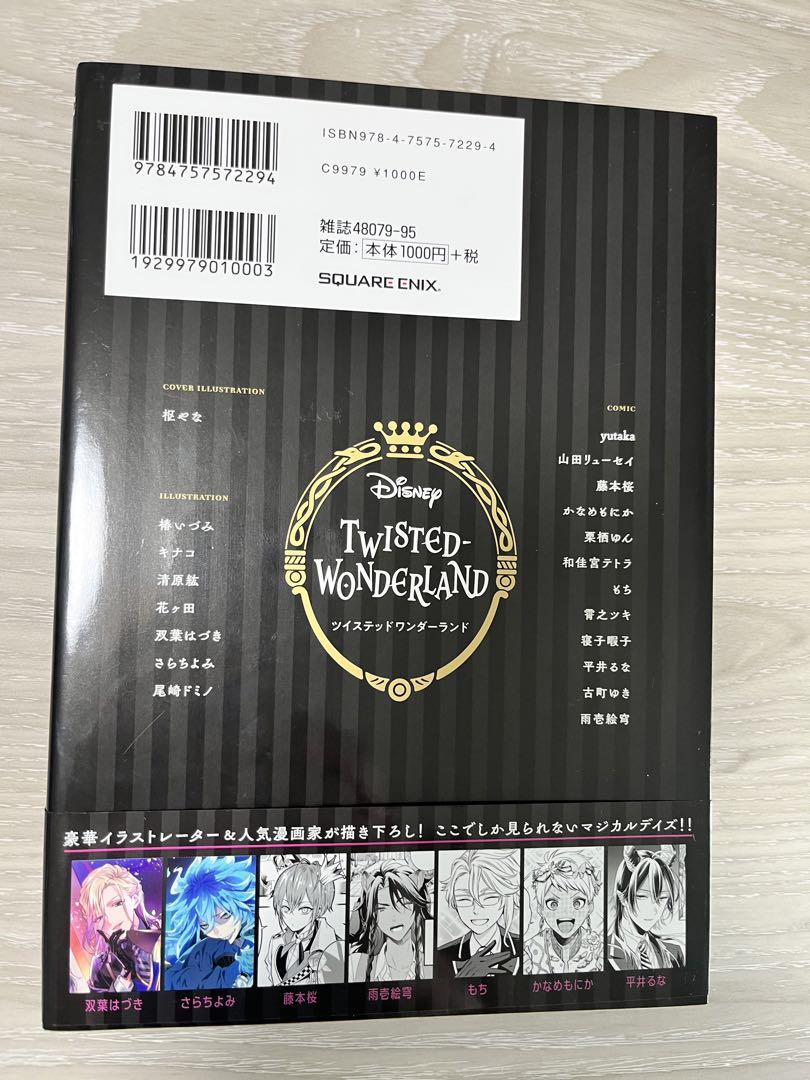 ISBN978-4-7575-7229-4
9784757572294
C9979 ¥1000E
雑誌48079-95
定価：本体1000円+税
1929979010003
SQUARE ENIX.
COVER ILLUSTRATION
枢やな
ILLUSTRATION
椿いづみ
キナコ
清原紘
花ヶ田
双葉はづき
さらちよみ
尾崎ドミノ
Disney
TWISTED-
WONDERLAND
ツイステッドワンダーランド
COMIC
yutaka
山田リューセイ
藤本桜
かなめもにか
栗栖ゆん
和佳宮テトラ
もち
霄之ツキ
寝子暇子
平井るな
古町ゆき
雨壱絵穹
豪華イラストレーター＆人気漫画家が描き下ろし! ここでしか見られないマジカルデイズ!!
双葉はづき
さらちよみ
藤本桜
雨壱絵穹
もち
かなめもにか
平井るな